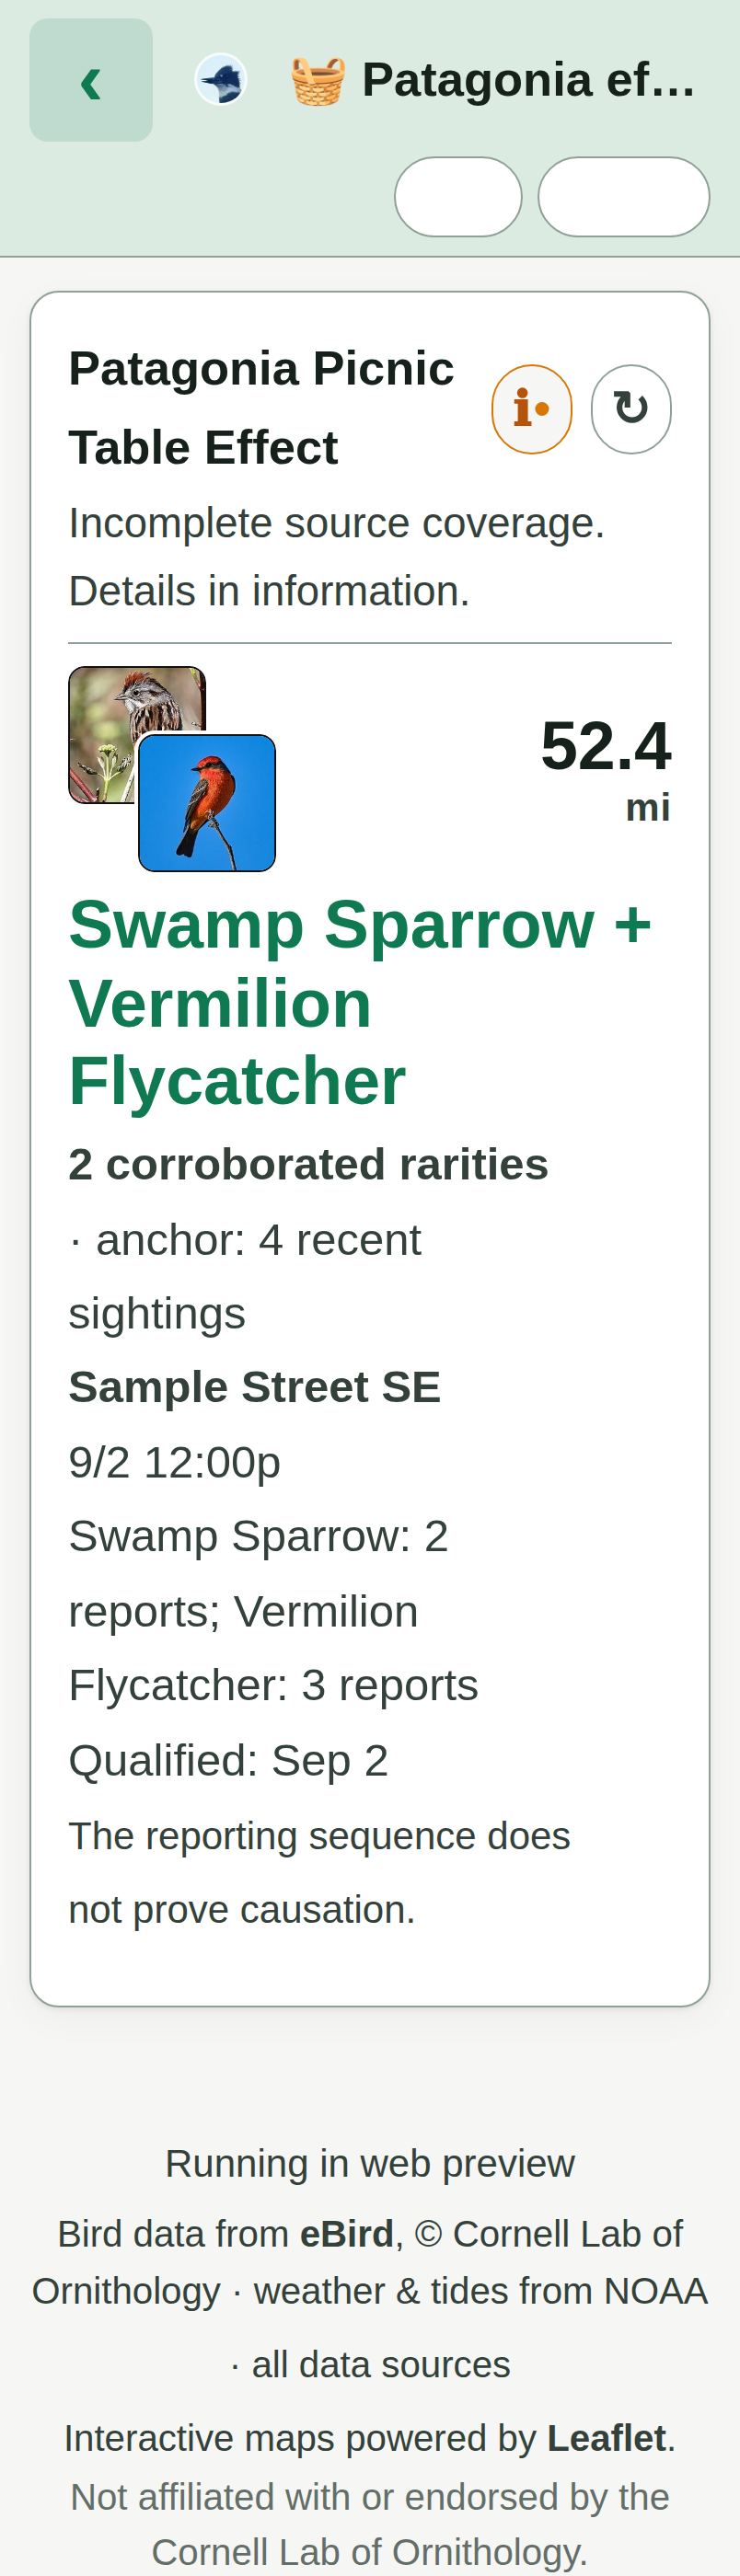 ‹ 🧺 Patagonia ef…
Patagonia Picnic
Table Effect
i• ↻
Incomplete source coverage.
Details in information.
52.4
mi
Swamp Sparrow +
Vermilion
Flycatcher
2 corroborated rarities
· anchor: 4 recent
sightings
Sample Street SE
9/2 12:00p
Swamp Sparrow: 2
reports; Vermilion
Flycatcher: 3 reports
Qualified: Sep 2
The reporting sequence does
not prove causation.
Running in web preview
Bird data from eBird, © Cornell Lab of
Ornithology · weather & tides from NOAA
· all data sources
Interactive maps powered by Leaflet.
Not affiliated with or endorsed by the
Cornell Lab of Ornithology.